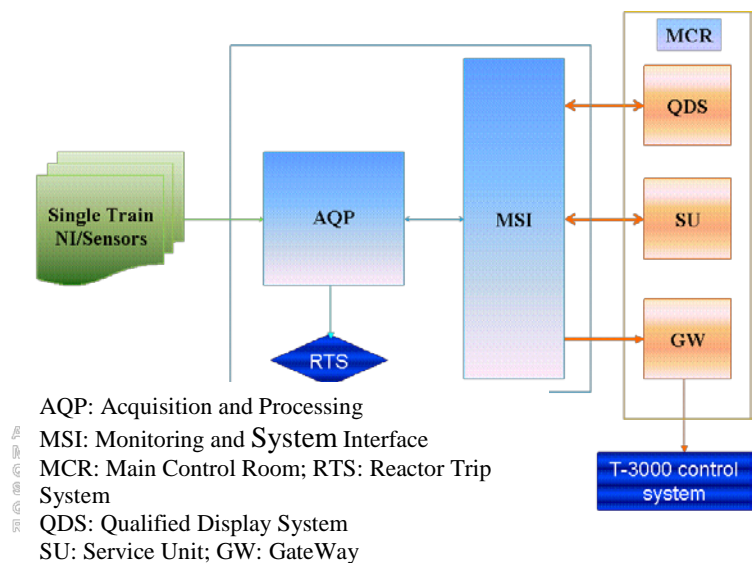 MCR
QDS
Single Train
NI/Sensors
AQP
MSI
SU
GW
RTS
T-3000 control
system
AQP: Acquisition and Processing
MSI: Monitoring and System Interface
MCR: Main Control Room; RTS: Reactor Trip
System
QDS: Qualified Display System
SU: Service Unit; GW: GateWay